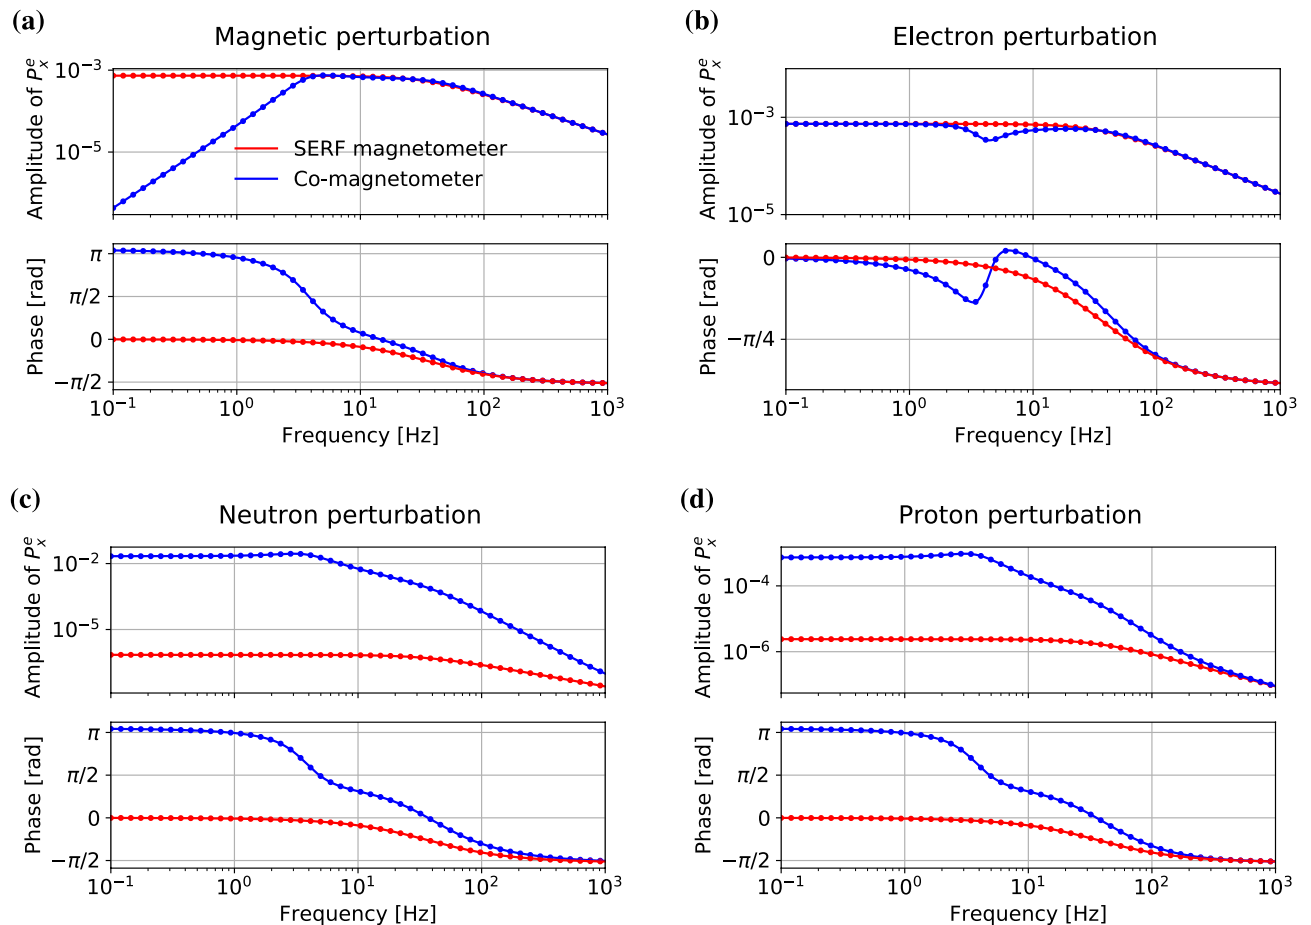 (a)
Magnetic perturbation
Amplitude of P_x^e
10^−3
10^−5
SERF magnetometer
Co-magnetometer
Phase [rad]
π
π/2
0
−π/2
10^−1 10^0 10^1 10^2 10^3
Frequency [Hz]
(b)
Electron perturbation
Amplitude of P_x^e
10^−3
10^−5
Phase [rad]
0
−π/4
10^−1 10^0 10^1 10^2 10^3
Frequency [Hz]
(c)
Neutron perturbation
Amplitude of P_x^e
10^−2
10^−5
Phase [rad]
π
π/2
0
−π/2
10^−1 10^0 10^1 10^2 10^3
Frequency [Hz]
(d)
Proton perturbation
Amplitude of P_x^e
10^−4
10^−6
Phase [rad]
π
π/2
0
−π/2
10^−1 10^0 10^1 10^2 10^3
Frequency [Hz]